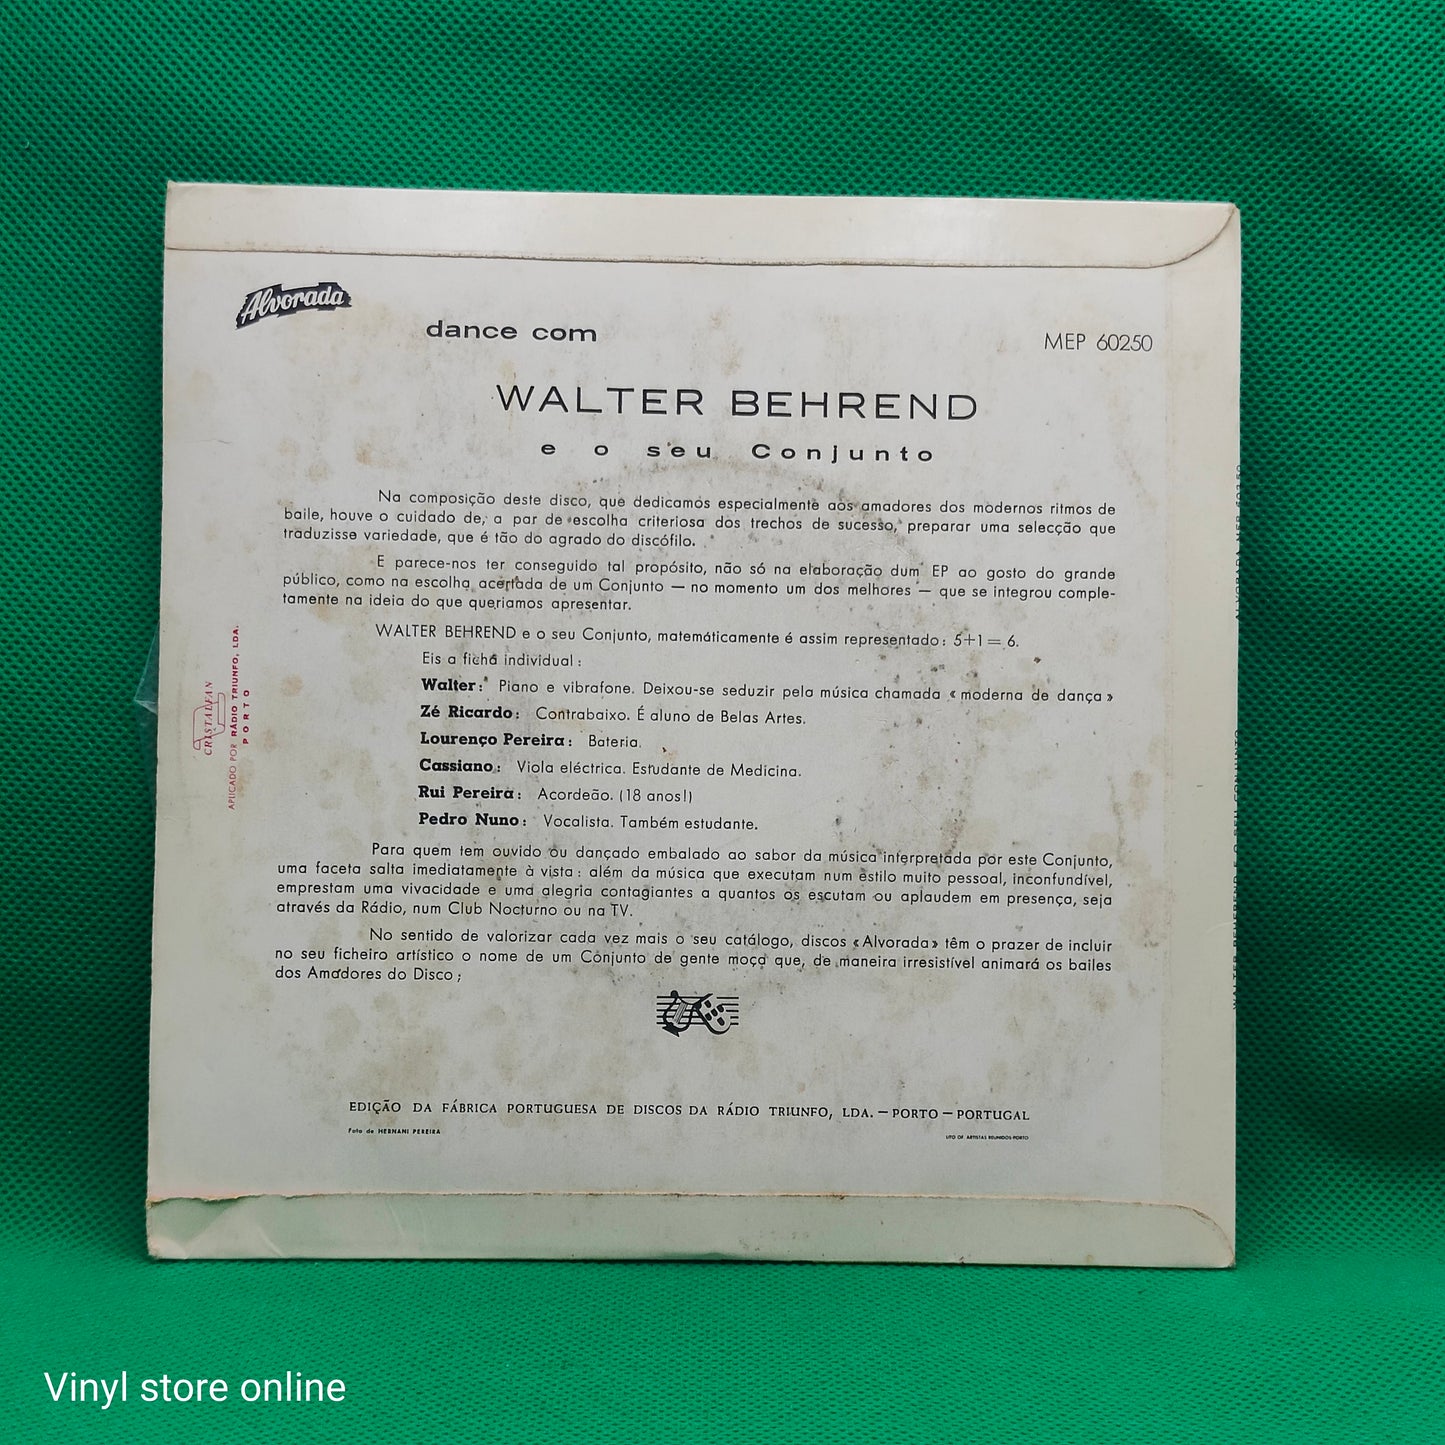 Alvorada
dance com
MEP 60250
WALTER BEHREND
e o seu Conjunto
Na composição deste disco, que dedicamos especialmente aos amadores dos modernos ritmos de
baile, houve o cuidado de, a par de escolha criteriosa dos trechos de sucesso, preparar uma selecção que
traduzisse variedade, que é tão do agrado do discófilo.
E parece-nos ter conseguido tal propósito, não só na elaboração dum EP ao gosto do grande
público, como na escolha acertada de um Conjunto — no momento um dos melhores — que se integrou comple-
tamente na ideia do que queriamos apresentar.
WALTER BEHREND e o seu Conjunto, matemáticamente é assim representado: 5+1=6.
Eis a ficha individual:
Walter: Piano e vibrafone. Deixou-se seduzir pela música chamada «moderna de dança»
Zé Ricardo: Contrabaixo. É aluno de Belas Artes.
Lourenço Pereira: Bateria.
Cassiano: Viola eléctrica. Estudante de Medicina.
Rui Pereira: Acordeão. (18 anos!)
Pedro Nuno: Vocalista. Também estudante.
Para quem tem ouvido ou dançado embalado ao sabor da música interpretada por este Conjunto,
uma faceta salta imediatamente à vista: além da música que executam num estilo muito pessoal, inconfundível,
emprestam uma vivacidade e uma alegria contagiantes a quantos os escutam ou aplaudem em presença, seja
através da Rádio, num Club Nocturno ou na TV.
No sentido de valorizar cada vez mais o seu catálogo, discos «Alvorada» têm o prazer de incluir
no seu ficheiro artístico o nome de um Conjunto de gente moça que, de maneira irresistível animará os bailes
dos Amadores do Disco;
EDIÇÃO DA FÁBRICA PORTUGUESA DE DISCOS DA RÁDIO TRIUNFO, LDA. — PORTO — PORTUGAL
Foto de HERNANI PEREIRA
LITO OF ARTISTAS REUNIDOS-PORTO
CRISTALFAN
APLICADO POR RÁDIO TRIUNFO, LDA.
PORTO
Vinyl store online